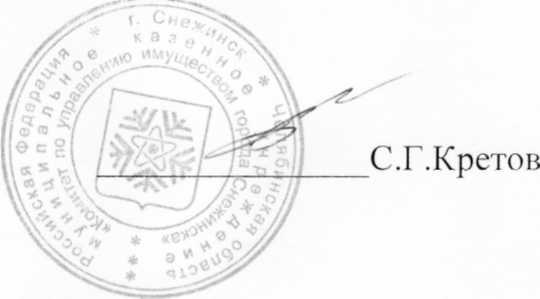 Российская Федерация * г. Снежинск * Челябинская область *
Муниципальное казенное учреждение *
«Комитет по управлению имуществом города Снежинска» *
С.Г.Кретов